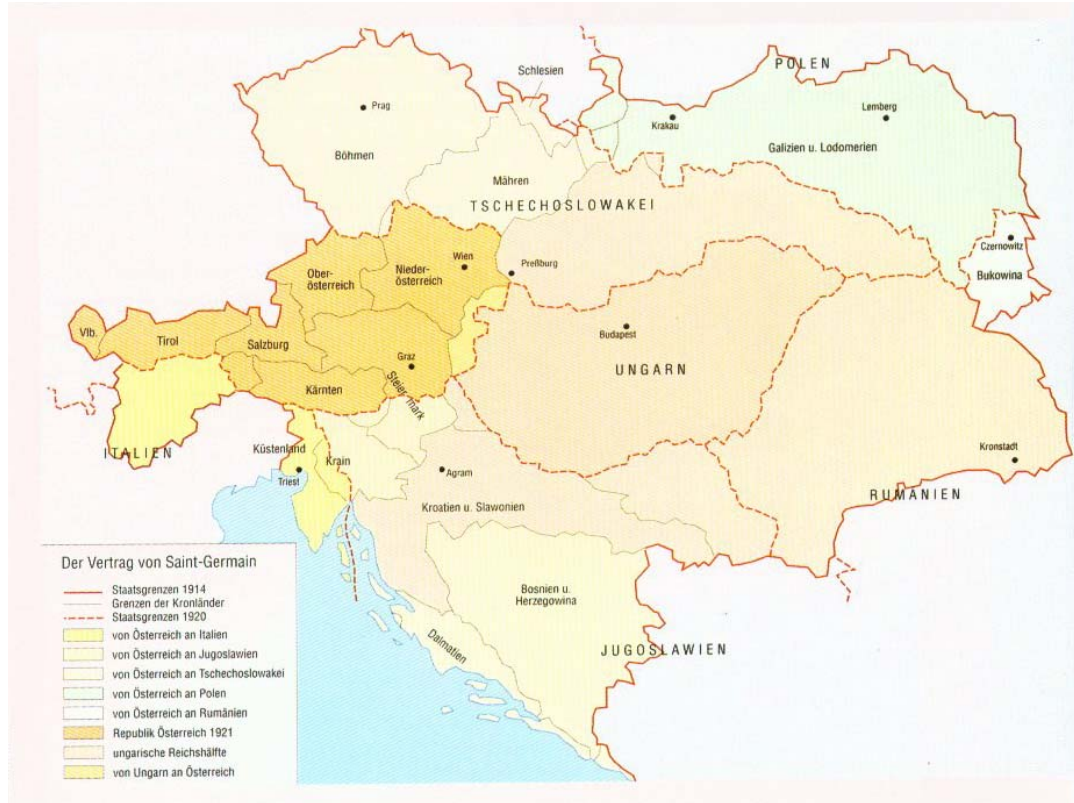 POLEN
Schlesien
Prag
Lemberg
Krakau
Böhmen
Galizien u. Lodomerien
Mähren
TSCHECHOSLOWAKEI
Czernowitz
Wien
Preßburg
Ober-
österreich
Nieder-
österreich
Bukowina
Vlb.
Tirol
Salzburg
Budapest
Graz
UNGARN
Kärnten
Steiermark
ITALIEN
Küstenland
Krain
Triest
Agram
Kronstadt
RUMÄNIEN
Kroatien u. Slawonien
Bosnien u.
Herzegowina
Dalmatien
JUGOSLAWIEN
Der Vertrag von Saint-Germain
Staatsgrenzen 1914
Grenzen der Kronländer
Staatsgrenzen 1920
von Österreich an Italien
von Österreich an Jugoslawien
von Österreich an Tschechoslowakei
von Österreich an Polen
von Österreich an Rumänien
Republik Österreich 1921
ungarische Reichshälfte
von Ungarn an Österreich